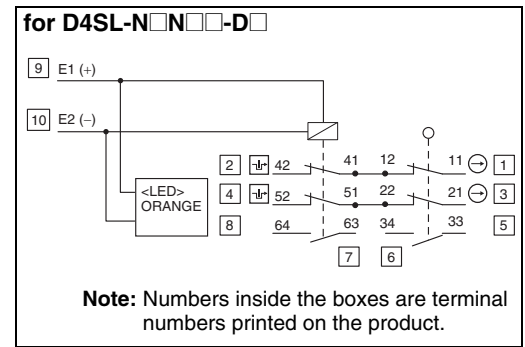 for D4SL-N□N□□-D□
9 E1 (+)
10 E2 (−)
2 42 41 12 11 1
<LED>
ORANGE
4 52 51 22 21 3
8 64 63 34 33 5
7 6
Note: Numbers inside the boxes are terminal
numbers printed on the product.